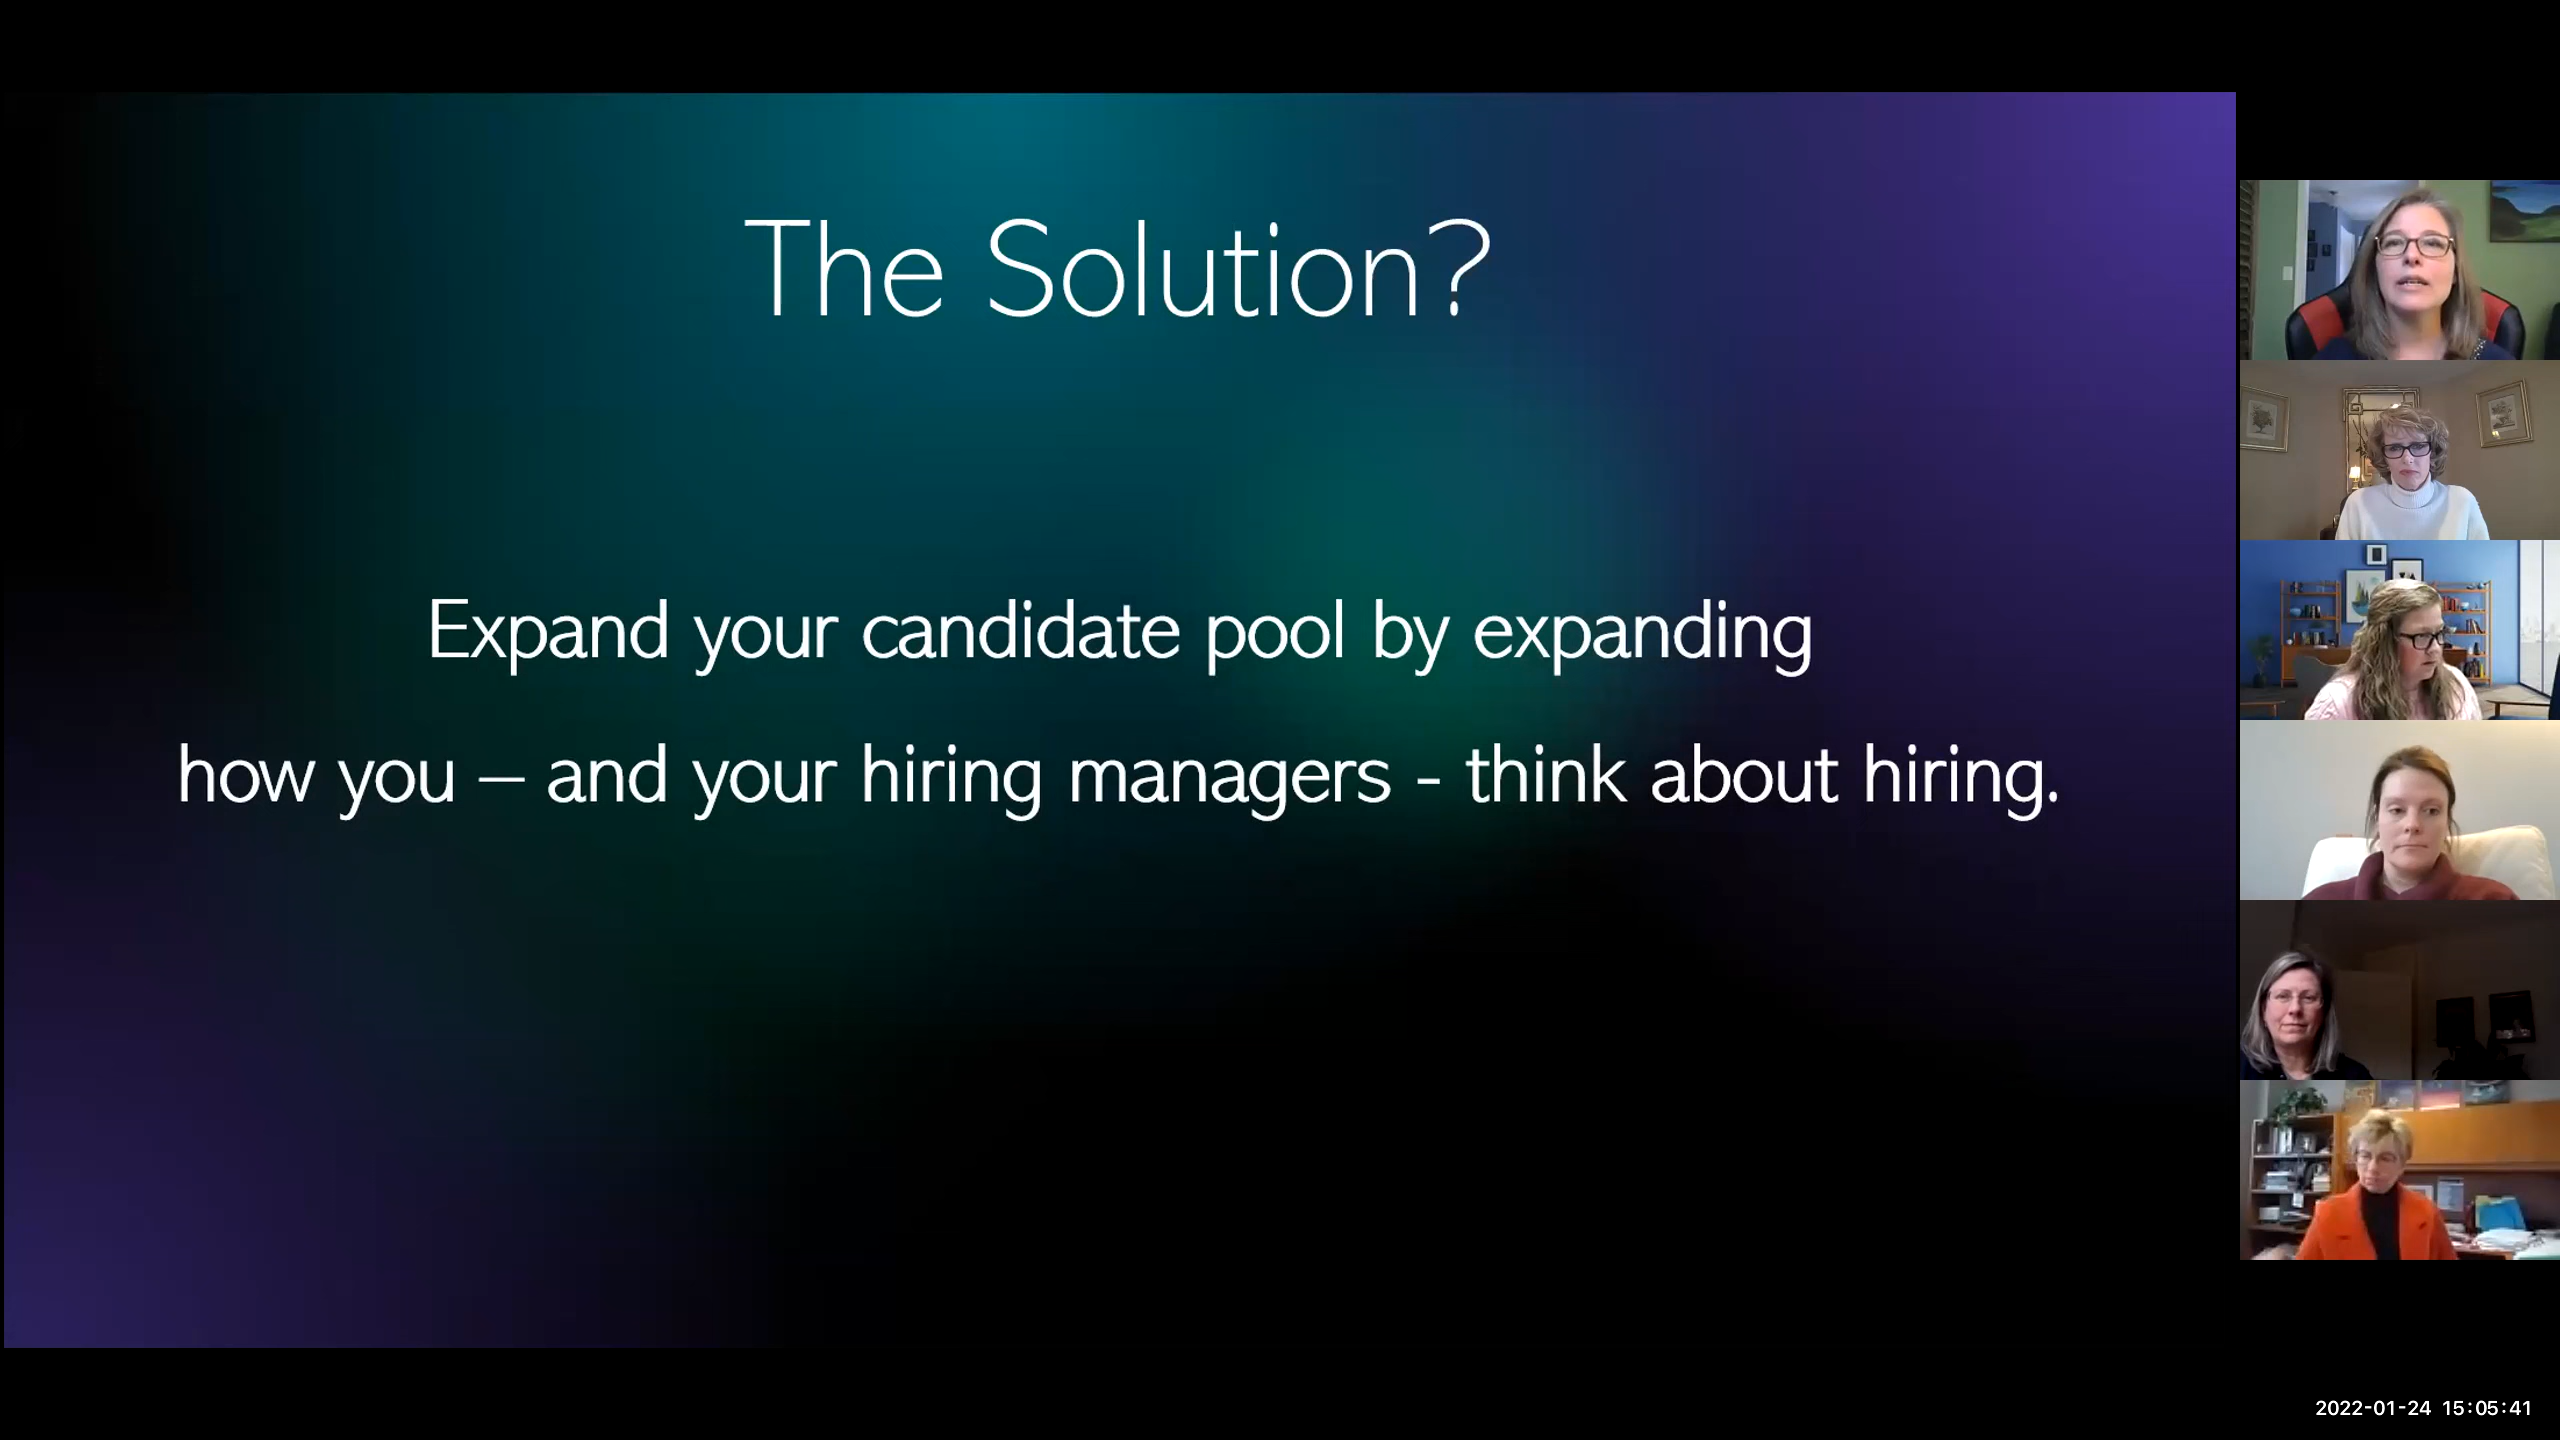 The Solution?
Expand your candidate pool by expanding
how you – and your hiring managers - think about hiring.
2022-01-24 15:05:41